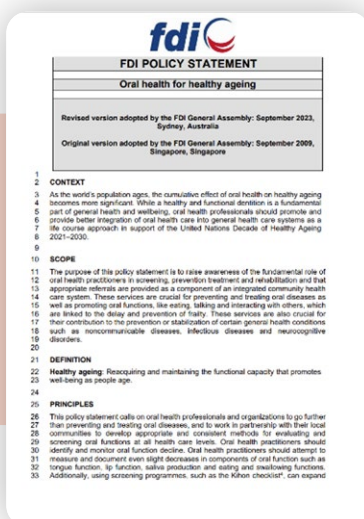 fdi
FDI POLICY STATEMENT
Oral health for healthy ageing
Revised version adopted by the FDI General Assembly: September 2023,
Sydney, Australia
Original version adopted by the FDI General Assembly: September 2009,
Singapore, Singapore
1
2 CONTEXT
3 As the world's population ages, the cumulative effect of oral health on healthy ageing
4 becomes more significant. While a healthy and functional dentition is a fundamental
5 part of general health and wellbeing, oral health professionals should promote and
6 provide better integration of oral health care into general health care systems as a
7 life course approach in support of the United Nations Decade of Healthy Ageing
8 2021–2030.
9
10 SCOPE
11 The purpose of this policy statement is to raise awareness of the fundamental role of
12 oral health practitioners in screening, prevention treatment and rehabilitation and that
13 appropriate referrals are provided as a component of an integrated community health
14 care system. These services are crucial for preventing and treating oral diseases as
15 well as promoting oral functions, like eating, talking and interacting with others, which
16 are linked to the delay and prevention of frailty. These services are also crucial for
17 their contribution to the prevention or stabilization of certain general health conditions
18 such as noncommunicable diseases, infectious diseases and neurocognitive
19 disorders.
20
21 DEFINITION
22 Healthy ageing: Reacquiring and maintaining the functional capacity that promotes
23 well-being as people age.
24
25 PRINCIPLES
26 This policy statement calls on oral health professionals and organizations to go further
27 than preventing and treating oral diseases, and to work in partnership with their local
28 communities to develop appropriate and consistent methods for evaluating and
29 screening oral functions at all health care levels. Oral health practitioners should
30 identify and monitor oral function decline. Oral health practitioners should attempt to
31 measure and document even slight decreases in components of oral function such as
32 tongue function, lip function, saliva production and eating and swallowing functions.
33 Additionally, using screening programmes, such as the Kihon checklist, can expand